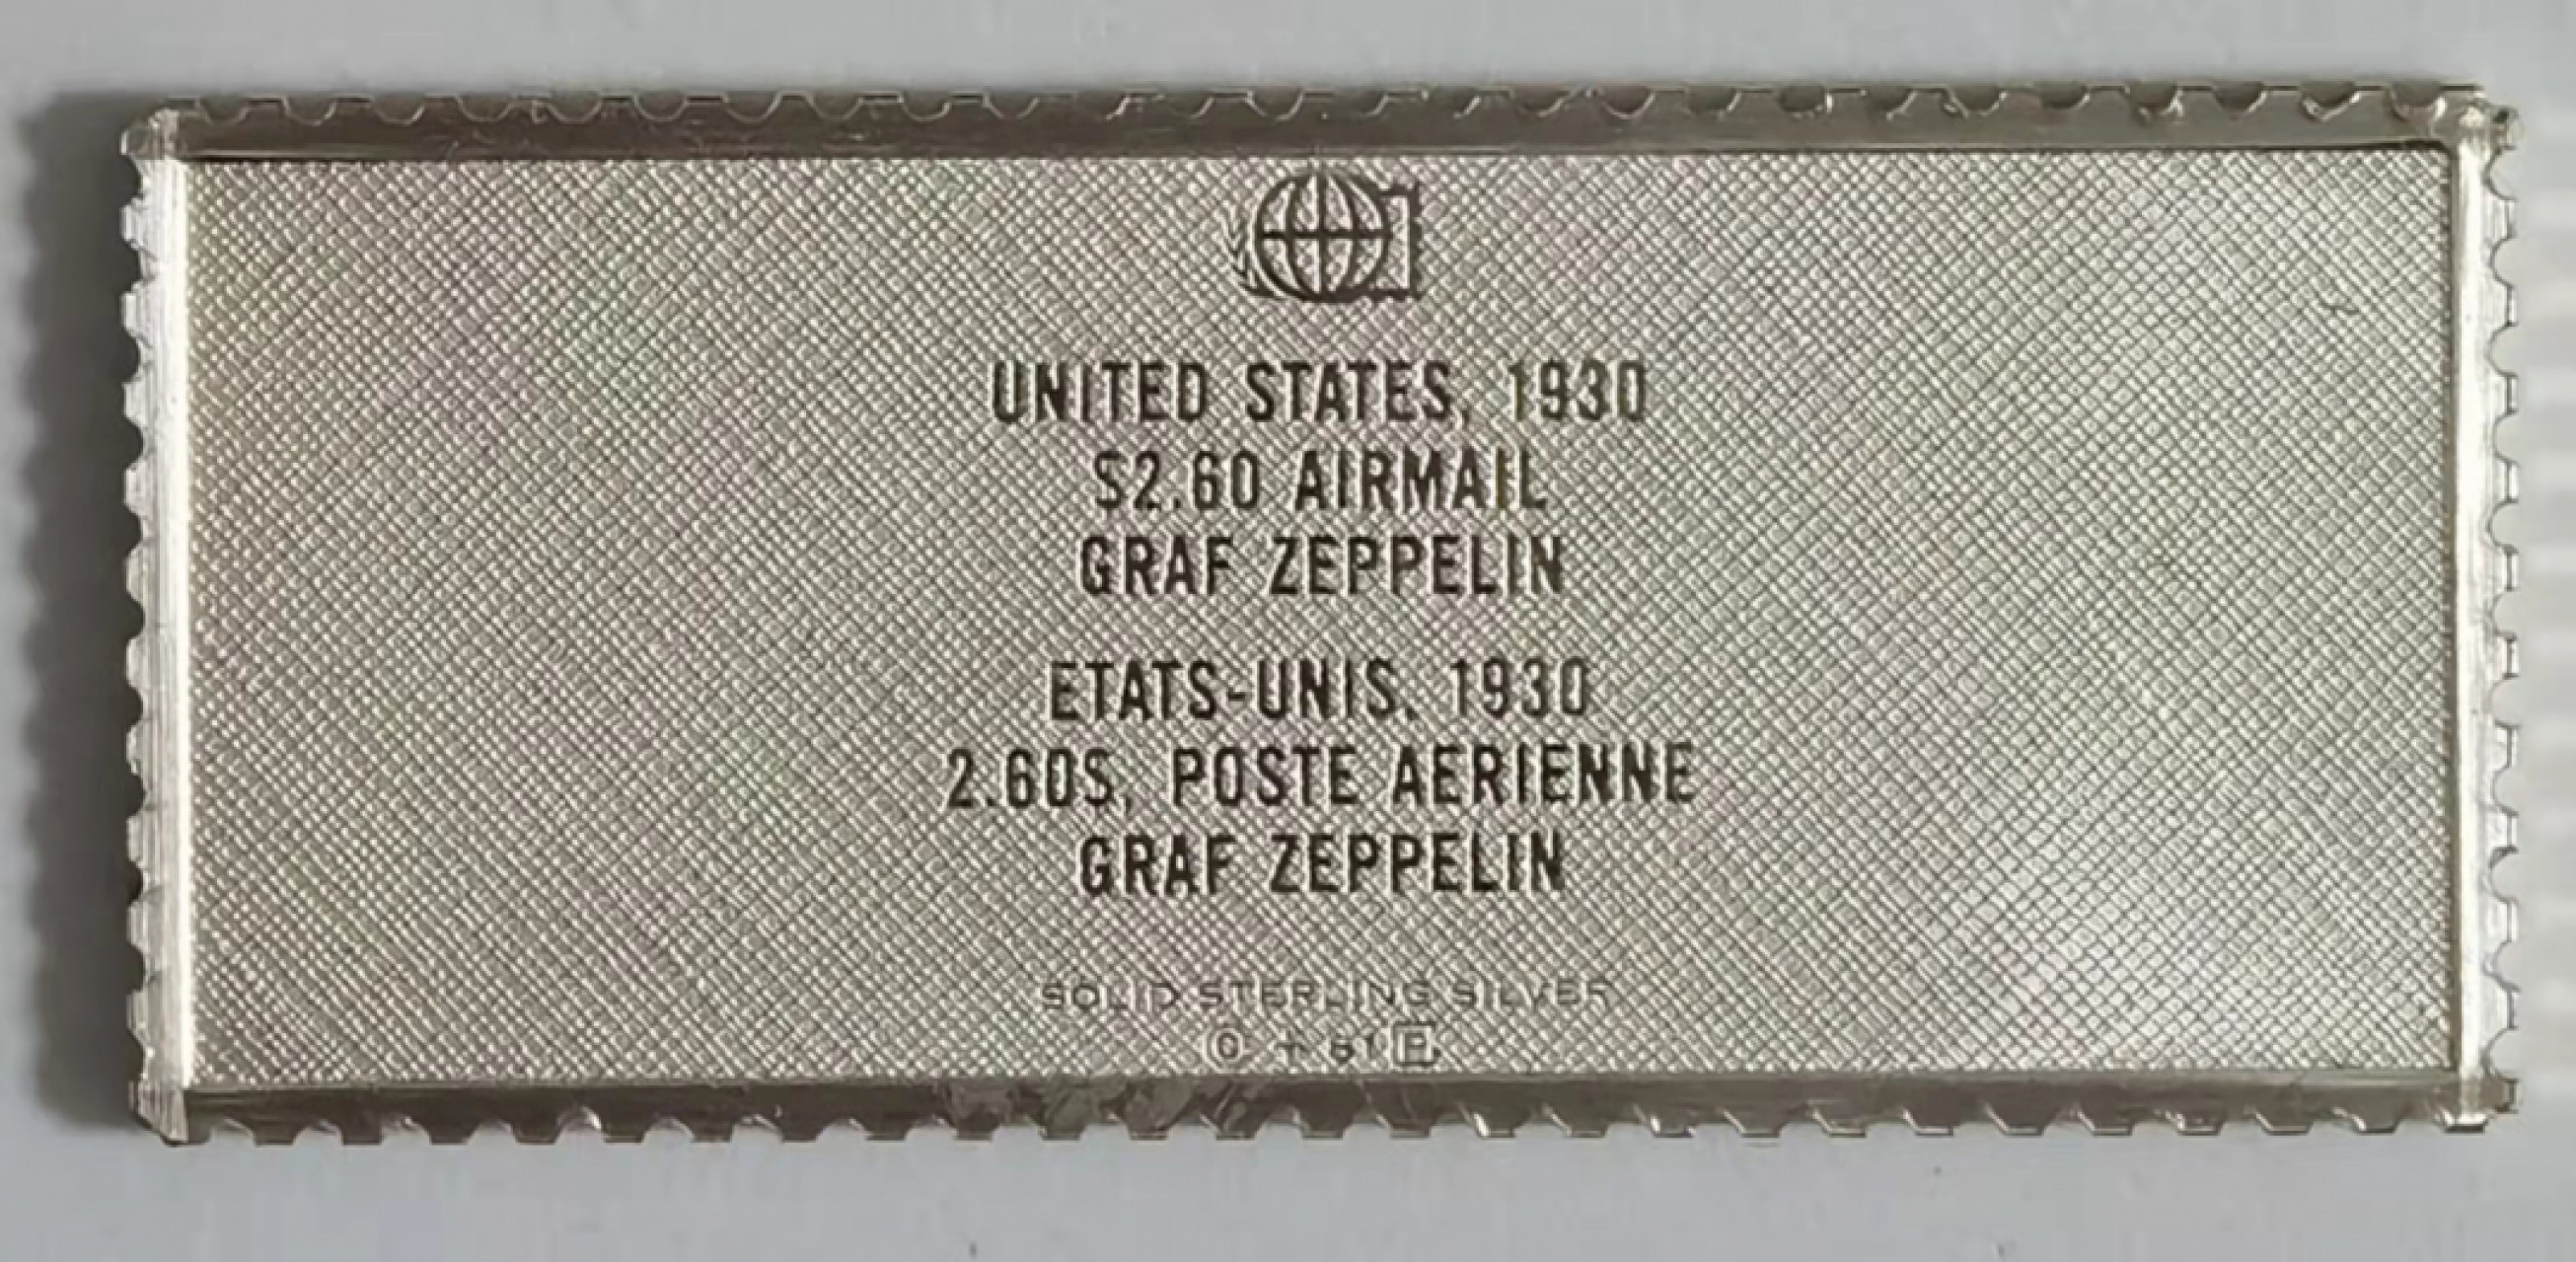 UNITED STATES, 1930
$2.60 AIRMAIL
GRAF ZEPPELIN
ETATS-UNIS, 1930
2.60$, POSTE AERIENNE
GRAF ZEPPELIN
SOLID STERLING SILVER